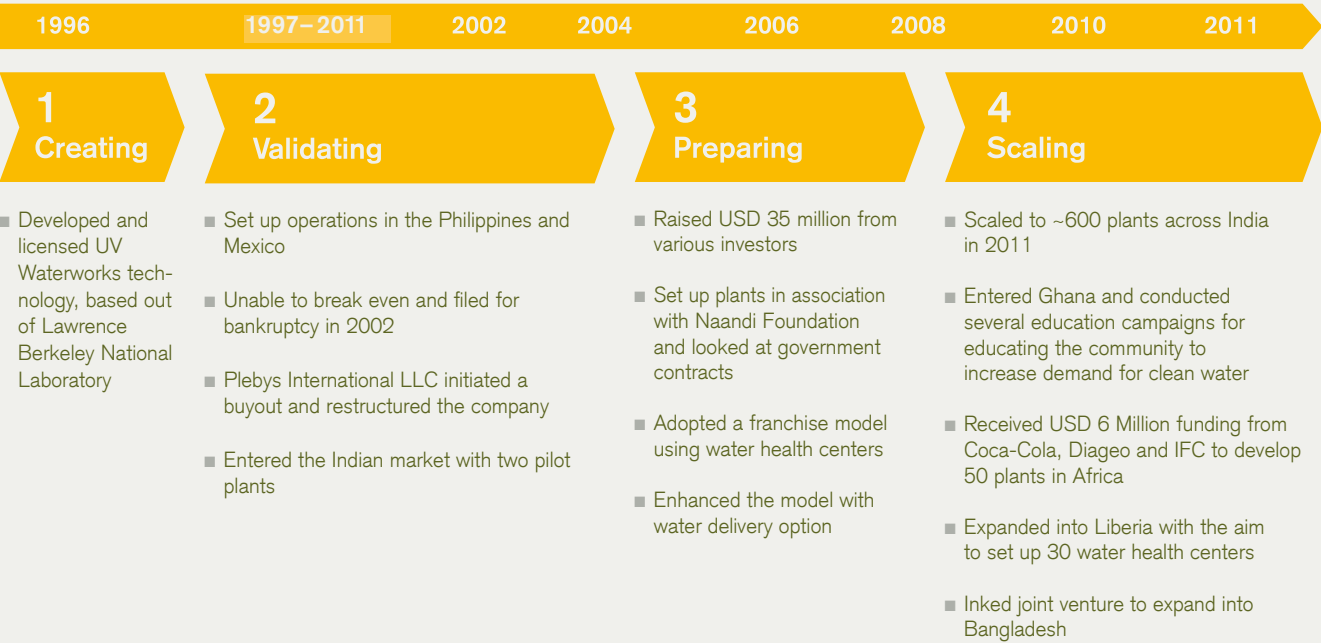 1996 1997–2011 2002 2004 2006 2008 2010 2011
1
Creating
■ Developed and
licensed UV
Waterworks tech-
nology, based out
of Lawrence
Berkeley National
Laboratory
2
Validating
■ Set up operations in the Philippines and
Mexico
■ Unable to break even and filed for
bankruptcy in 2002
■ Plebys International LLC initiated a
buyout and restructured the company
■ Entered the Indian market with two pilot
plants
3
Preparing
■ Raised USD 35 million from
various investors
■ Set up plants in association
with Naandi Foundation
and looked at government
contracts
■ Adopted a franchise model
using water health centers
■ Enhanced the model with
water delivery option
4
Scaling
■ Scaled to ~600 plants across India
in 2011
■ Entered Ghana and conducted
several education campaigns for
educating the community to
increase demand for clean water
■ Received USD 6 Million funding from
Coca-Cola, Diageo and IFC to develop
50 plants in Africa
■ Expanded into Liberia with the aim
to set up 30 water health centers
■ Inked joint venture to expand into
Bangladesh